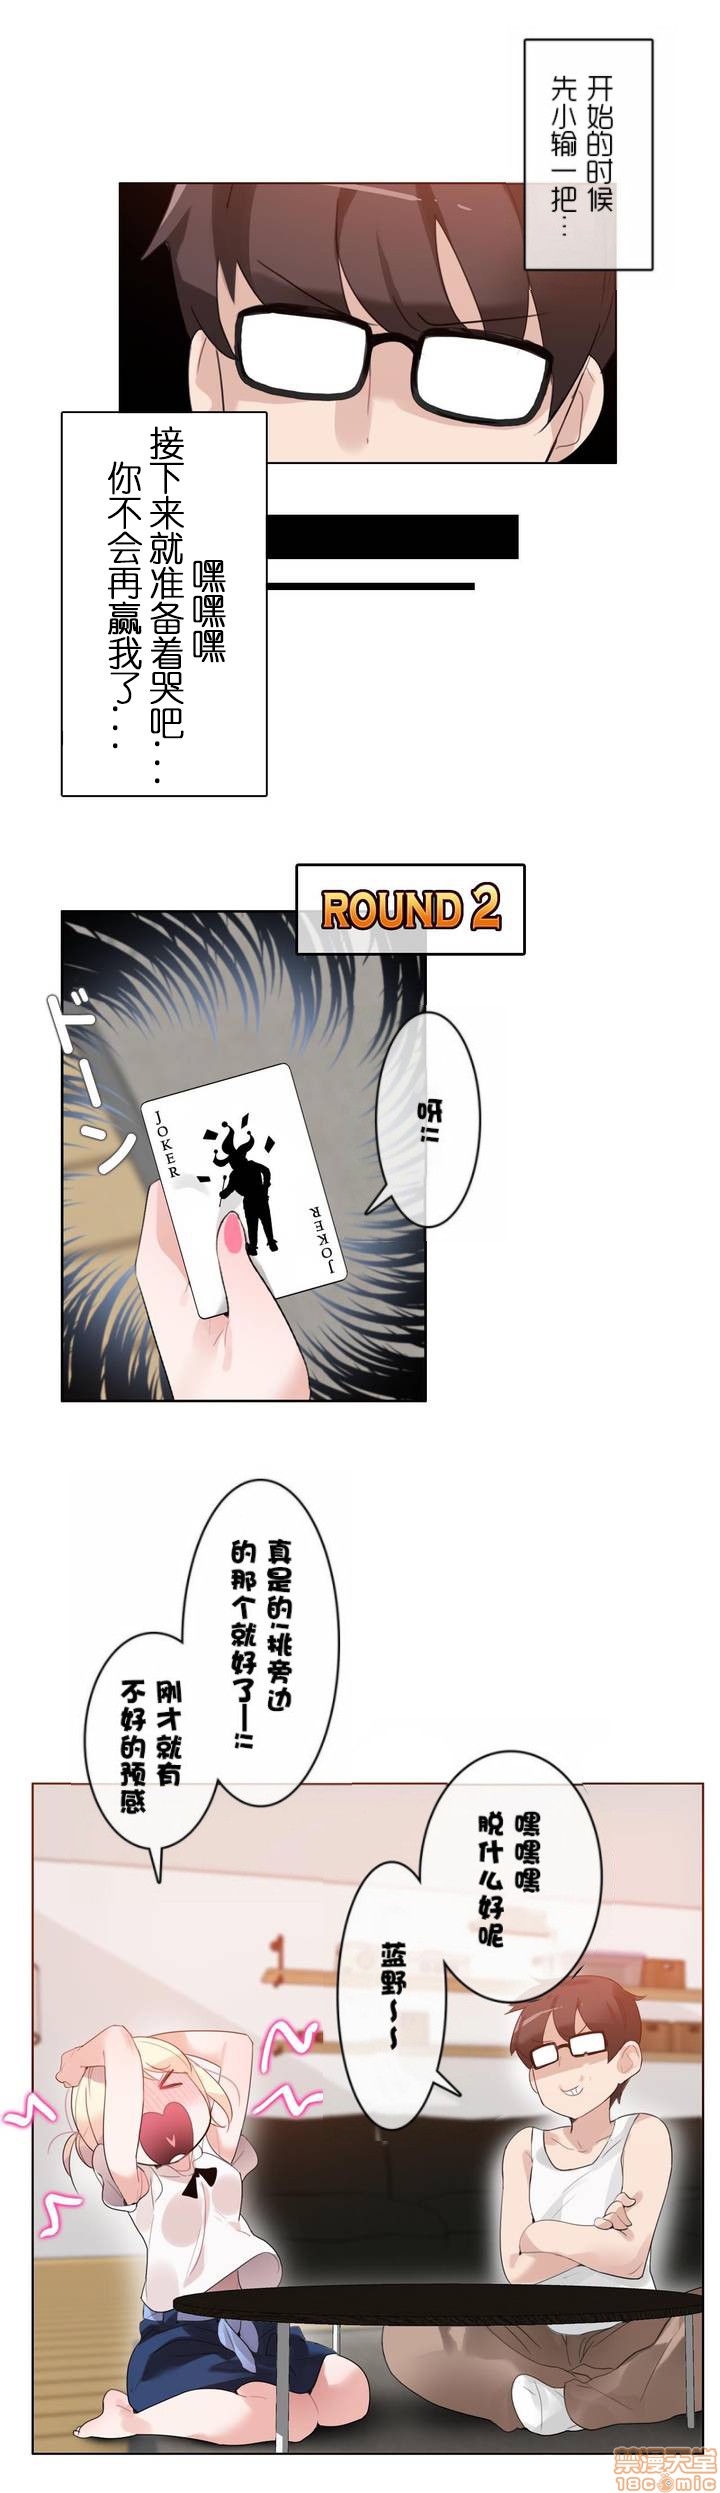 开始的时候
先小输一把…
嘿嘿嘿
接下来就准备着哭吧…
你不会再赢我了…
ROUND 2
ドーン
JOKER
JOKER
呀!!
真是的!挑旁边
的那个就好了—!!
刚才就有
不好的预感
嘿嘿嘿
脱什么好呢
蓝野~~
禁漫天堂
18comic